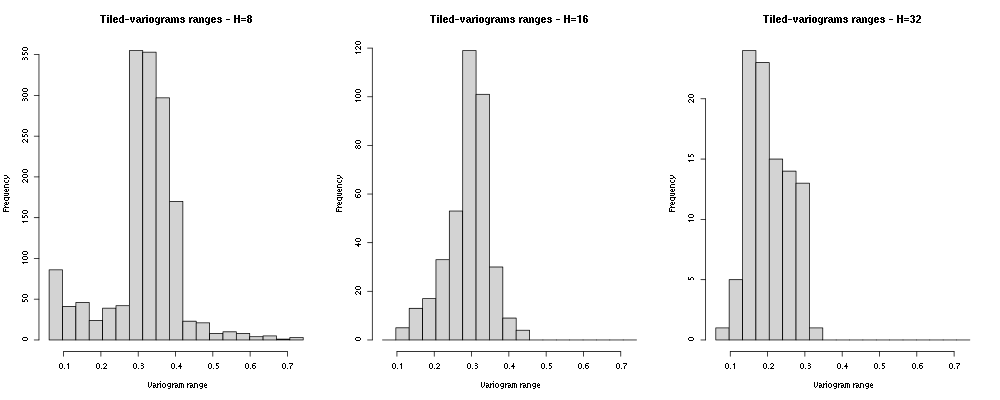 Tiled-variograms ranges - H=8
Frequency
350
300
250
200
150
100
50
0
0.1 0.2 0.3 0.4 0.5 0.6 0.7
Variogram range
Tiled-variograms ranges - H=16
Frequency
120
100
80
60
40
20
0
0.1 0.2 0.3 0.4 0.5 0.6 0.7
Variogram range
Tiled-variograms ranges - H=32
Frequency
20
15
10
5
0
0.1 0.2 0.3 0.4 0.5 0.6 0.7
Variogram range